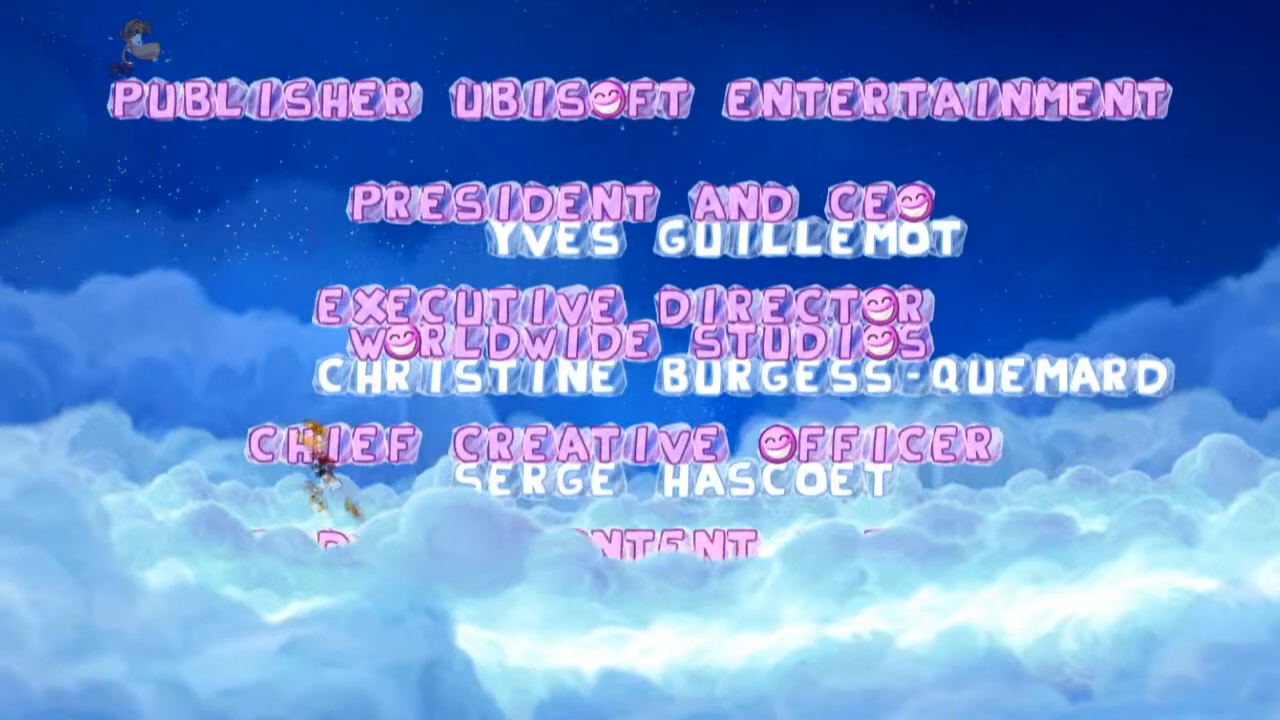 PUBLISHER UBISOFT ENTERTAINMENT
PRESIDENT AND CEO
YVES GUILLEMOT
EXECUTIVE DIRECTOR
WORLDWIDE STUDIOS
CHRISTINE BURGESS-QUEMARD
CHIEF CREATIVE OFFICER
SERGE HASCOET